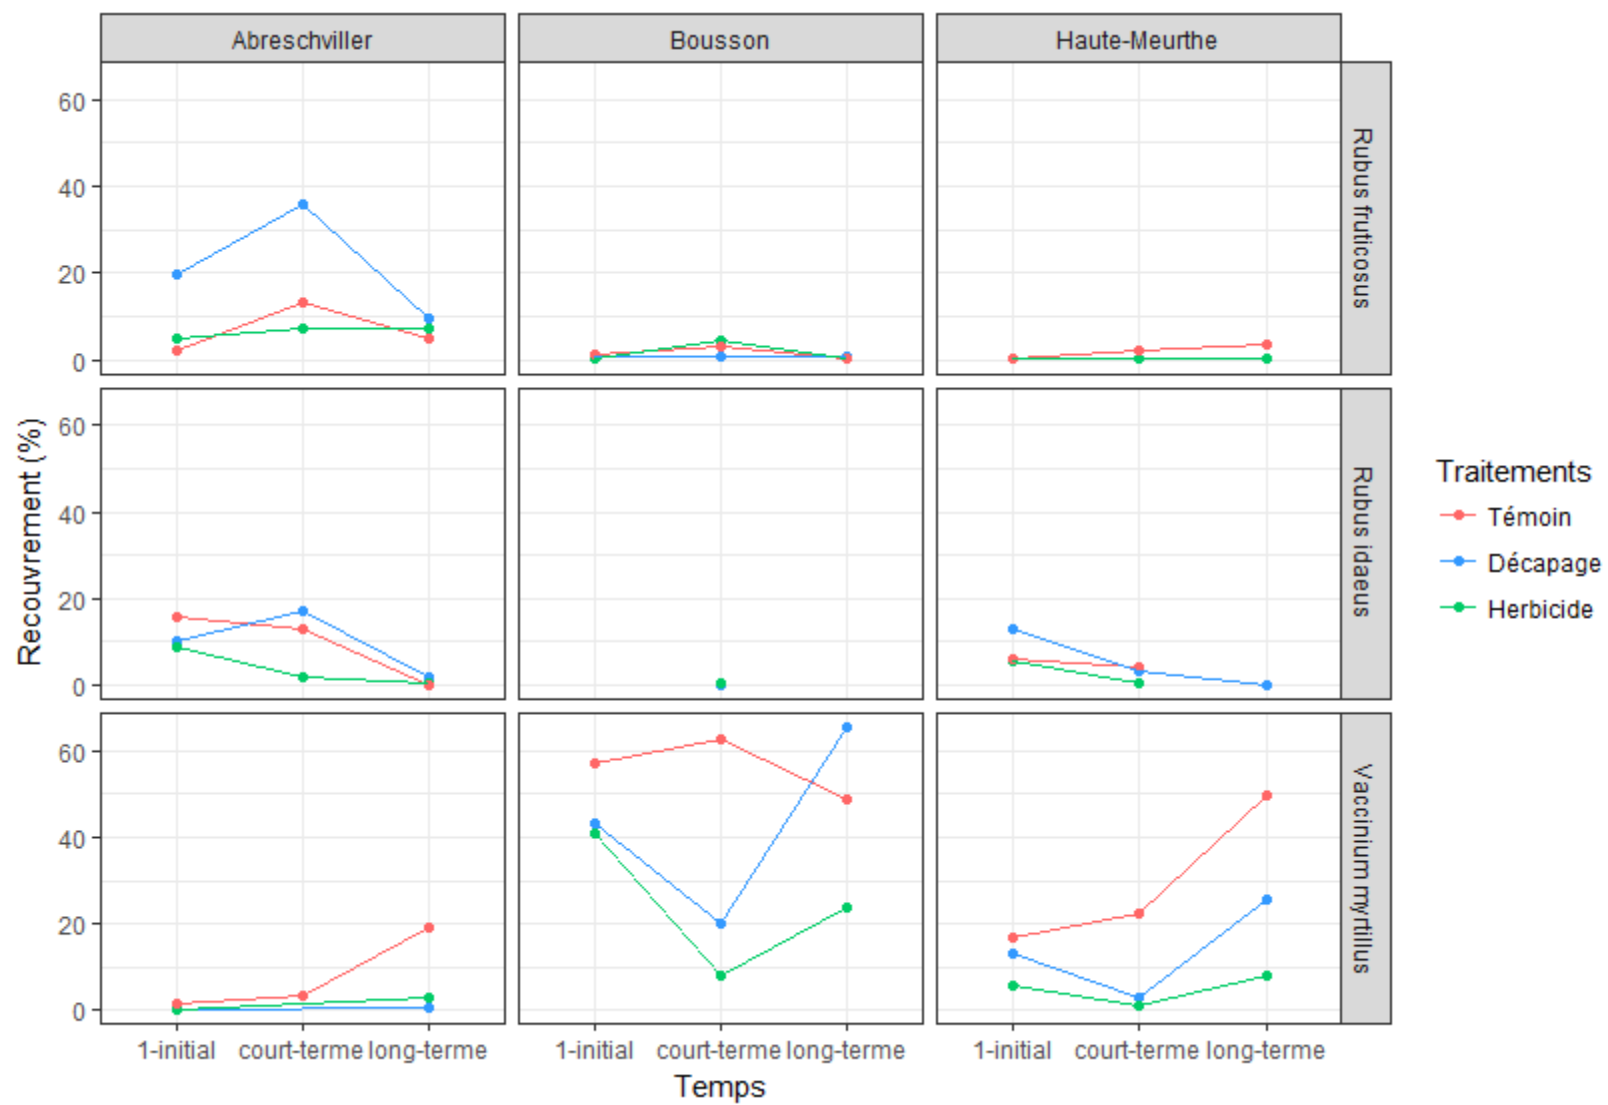 Abreschviller Bousson Haute-Meurthe
60
40
20
0
Rubus fruticosus
60
40
20
0
Rubus idaeus
60
40
20
0
Vaccinium myrtillus
Recouvrement (%)
1-initial court-terme long-terme 1-initial court-terme long-terme 1-initial court-terme long-terme
Temps
Traitements
Témoin
Décapage
Herbicide